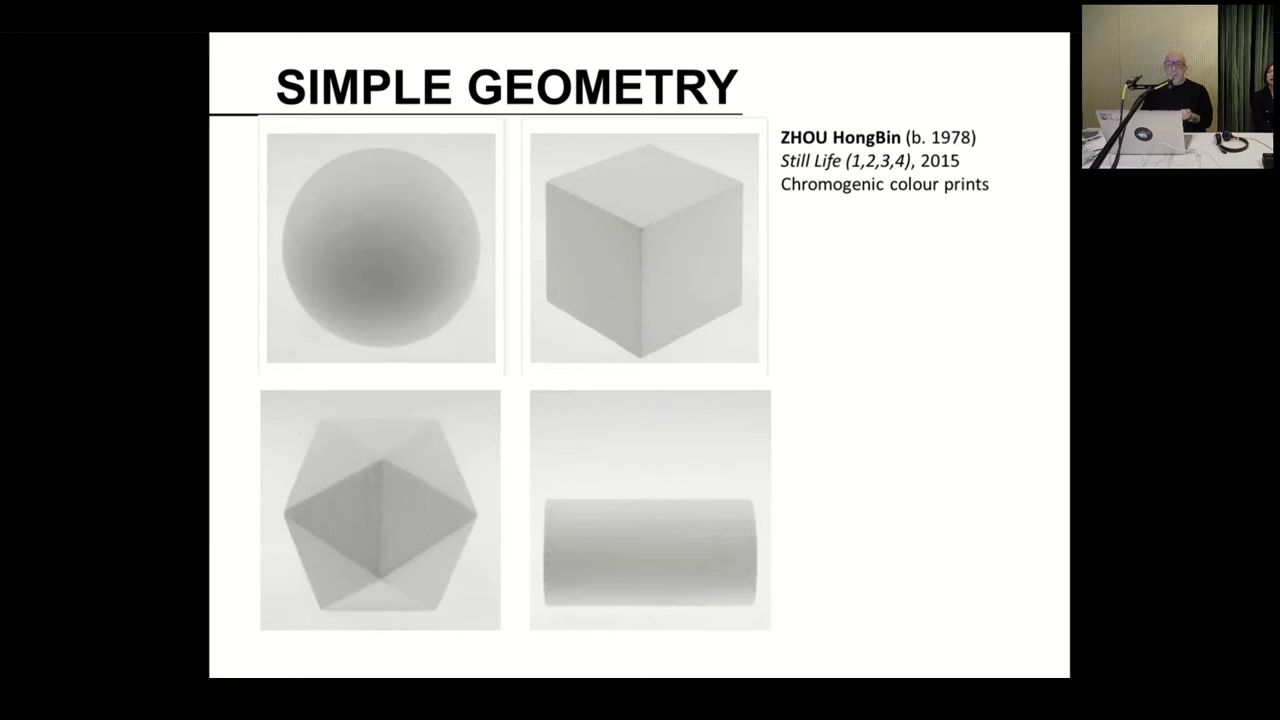 SIMPLE GEOMETRY
ZHOU HongBin (b. 1978)
Still Life (1,2,3,4), 2015
Chromogenic colour prints